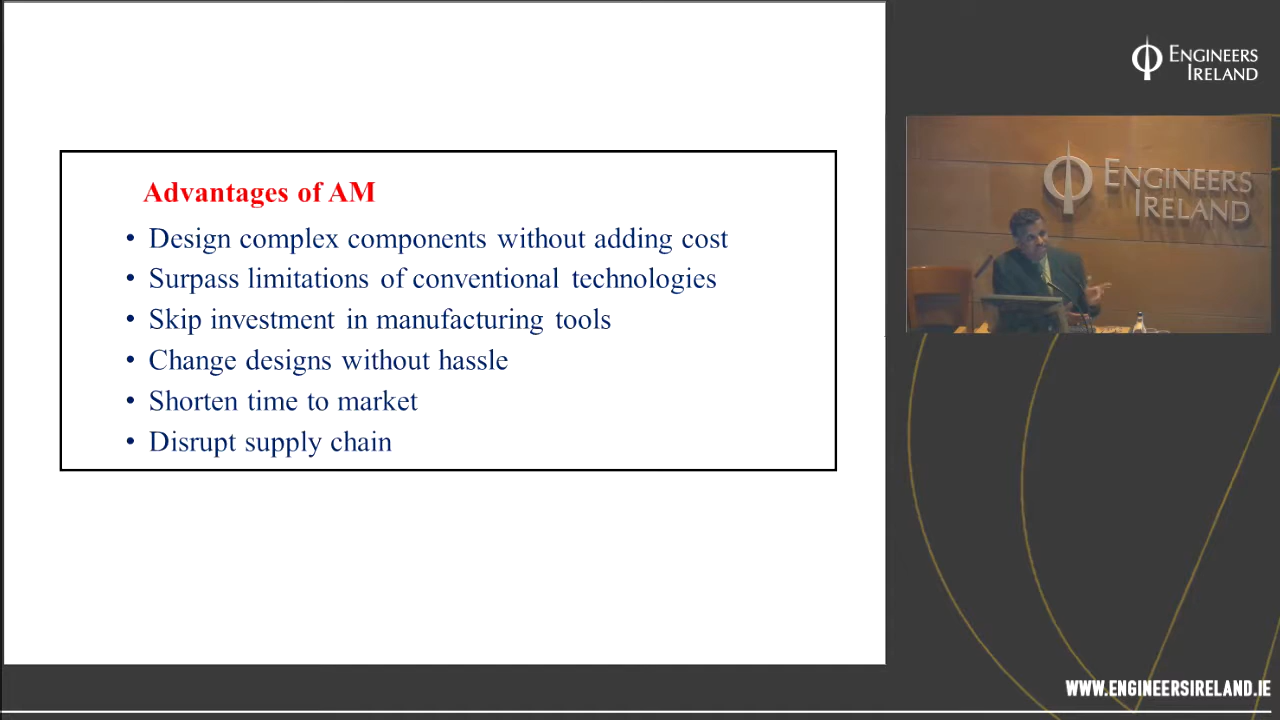 Advantages of AM
• Design complex components without adding cost
• Surpass limitations of conventional technologies
• Skip investment in manufacturing tools
• Change designs without hassle
• Shorten time to market
• Disrupt supply chain
ENGINEERS
IRELAND
ENGINEERS
IRELAND
WWW.ENGINEERSIRELAND.IE